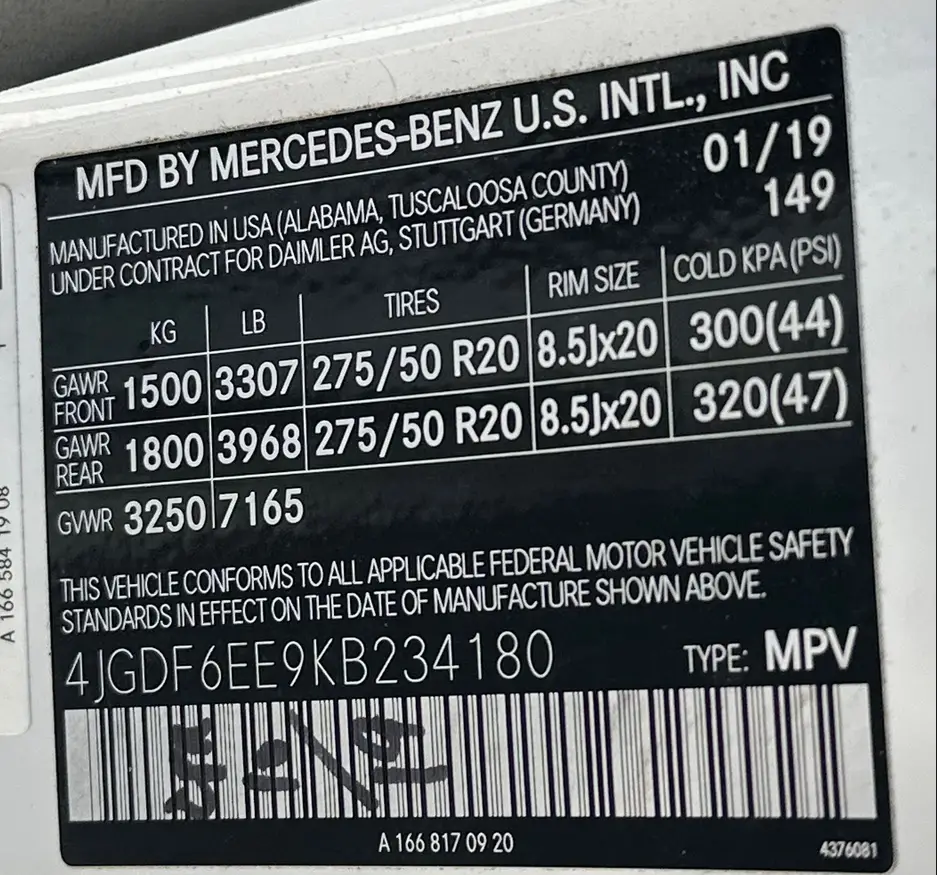 MFD BY MERCEDES-BENZ U.S. INTL., INC
01/19
MANUFACTURED IN USA (ALABAMA, TUSCALOOSA COUNTY)
149
UNDER CONTRACT FOR DAIMLER AG, STUTTGART (GERMANY)
KG LB TIRES RIM SIZE COLD KPA (PSI)
GAWR FRONT 1500 3307 275/50 R20 8.5Jx20 300(44)
GAWR REAR 1800 3968 275/50 R20 8.5Jx20 320(47)
GVWR 3250 7165
THIS VEHICLE CONFORMS TO ALL APPLICABLE FEDERAL MOTOR VEHICLE SAFETY
STANDARDS IN EFFECT ON THE DATE OF MANUFACTURE SHOWN ABOVE.
4JGDF6EE9KB234180 TYPE: MPV
A 166 817 09 20
4376081
A 166 584 19 08